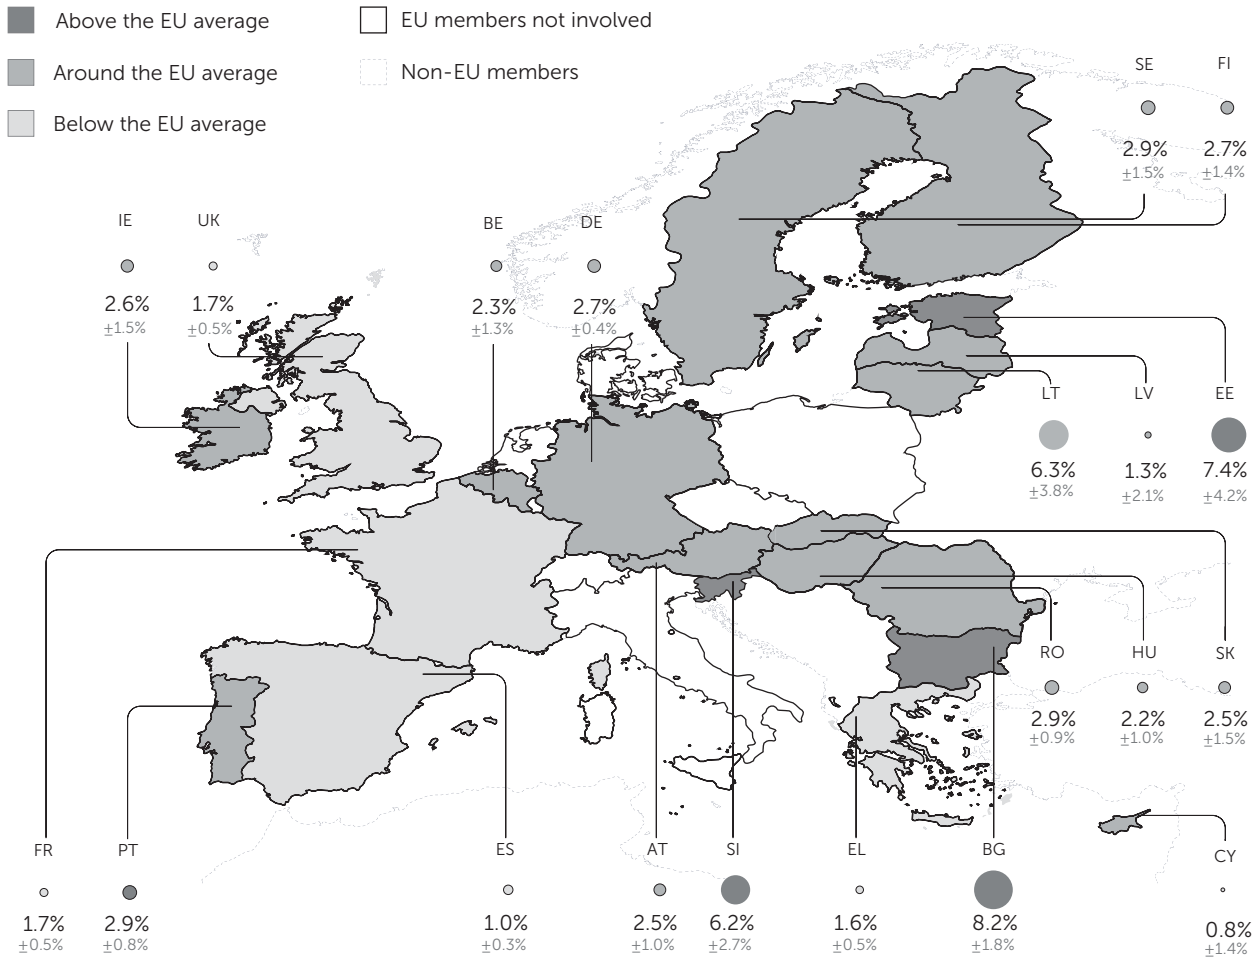 Above the EU average
EU members not involved
Around the EU average
Non-EU members
Below the EU average
SE
FI
2.9%
2.7%
±1.5%
±1.4%
IE
UK
BE
DE
2.6%
1.7%
2.3%
2.7%
±1.5%
±0.5%
±1.3%
±0.4%
LT
LV
EE
6.3%
1.3%
7.4%
±3.8%
±2.1%
±4.2%
RO
HU
SK
2.9%
2.2%
2.5%
±0.9%
±1.0%
±1.5%
FR
PT
ES
AT
SI
EL
BG
CY
1.7%
2.9%
1.0%
2.5%
6.2%
1.6%
8.2%
0.8%
±0.5%
±0.8%
±0.3%
±1.0%
±2.7%
±0.5%
±1.8%
±1.4%